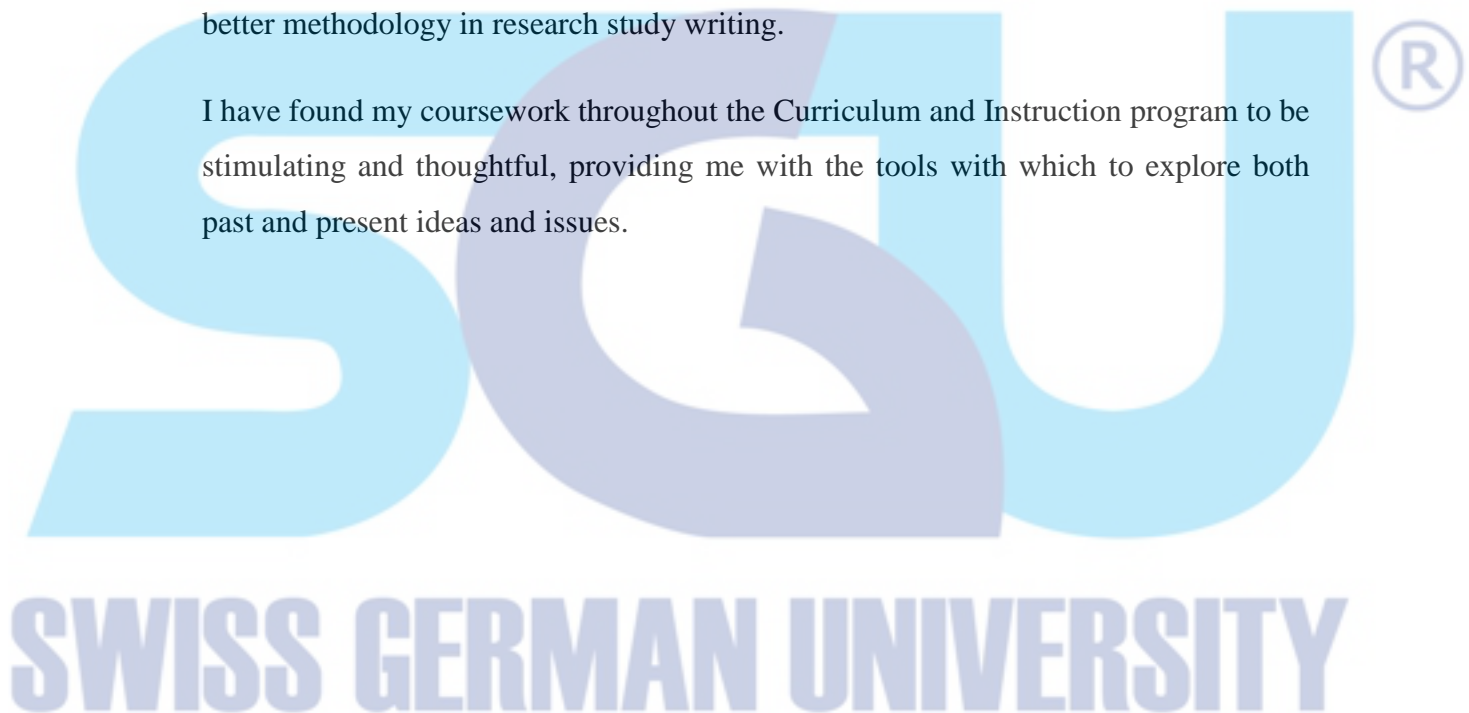 better methodology in research study writing.
I have found my coursework throughout the Curriculum and Instruction program to be
stimulating and thoughtful, providing me with the tools with which to explore both
past and present ideas and issues.
SGU
®
SWISS GERMAN UNIVERSITY